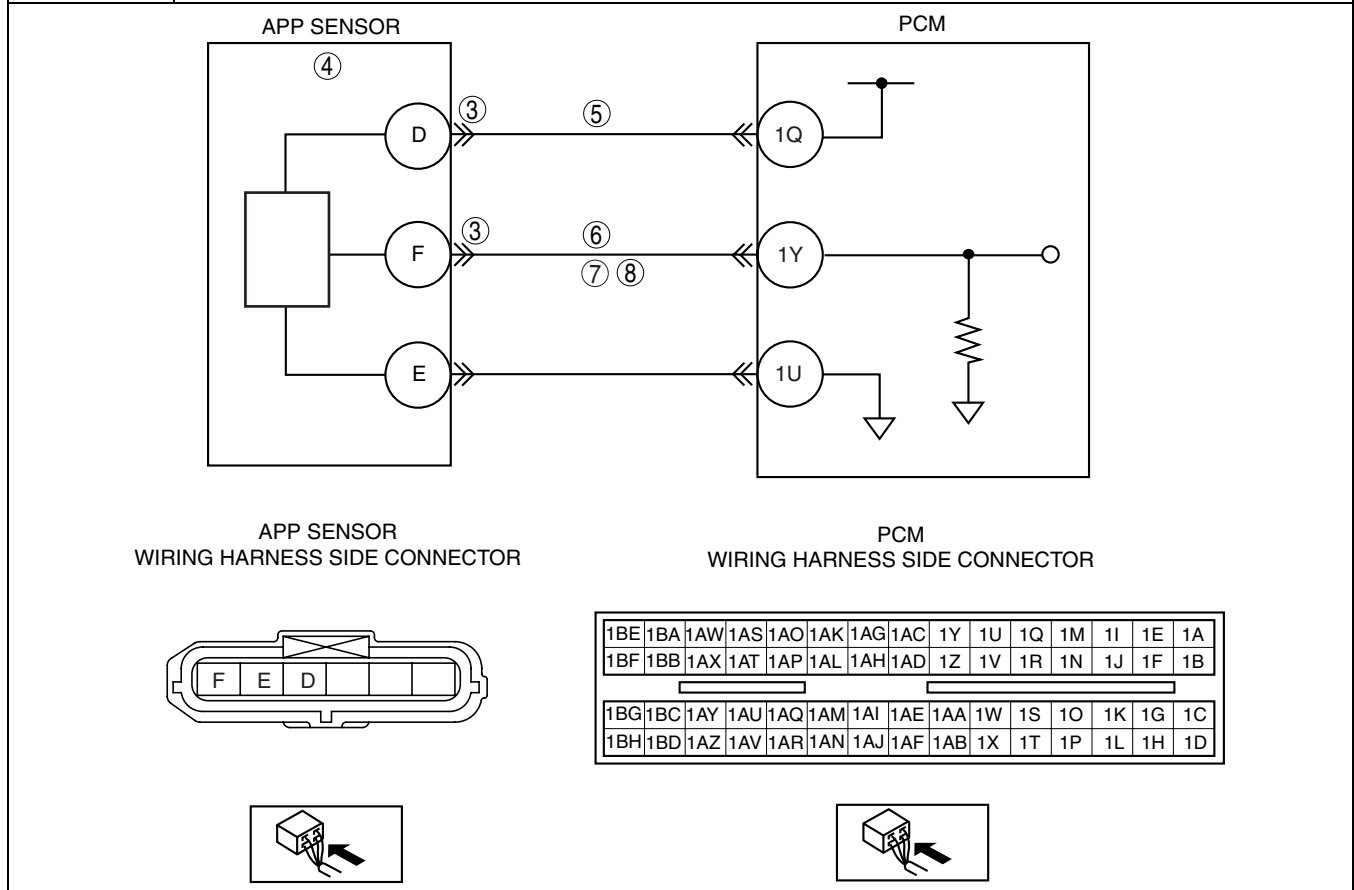 APP SENSOR
PCM
④
D
③
⑤
1Q
F
③
⑥
1Y
⑦ ⑧
E
1U
APP SENSOR
WIRING HARNESS SIDE CONNECTOR
PCM
WIRING HARNESS SIDE CONNECTOR
F E D
1BE 1BA 1AW 1AS 1AO 1AK 1AG 1AC 1Y 1U 1Q 1M 1I 1E 1A
1BF 1BB 1AX 1AT 1AP 1AL 1AH 1AD 1Z 1V 1R 1N 1J 1F 1B
1BG 1BC 1AY 1AU 1AQ 1AM 1AI 1AE 1AA 1W 1S 1O 1K 1G 1C
1BH 1BD 1AZ 1AV 1AR 1AN 1AJ 1AF 1AB 1X 1T 1P 1L 1H 1D